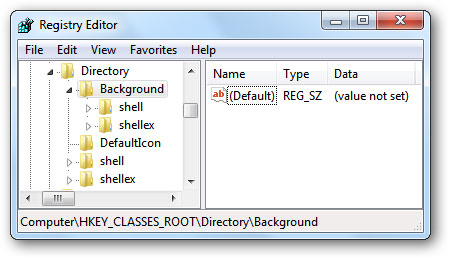 Registry Editor
File Edit View Favorites Help
Directory
Background
shell
shellex
DefaultIcon
shell
shellex
Name Type Data
ab (Default) REG_SZ (value not set)
Computer\HKEY_CLASSES_ROOT\Directory\Background